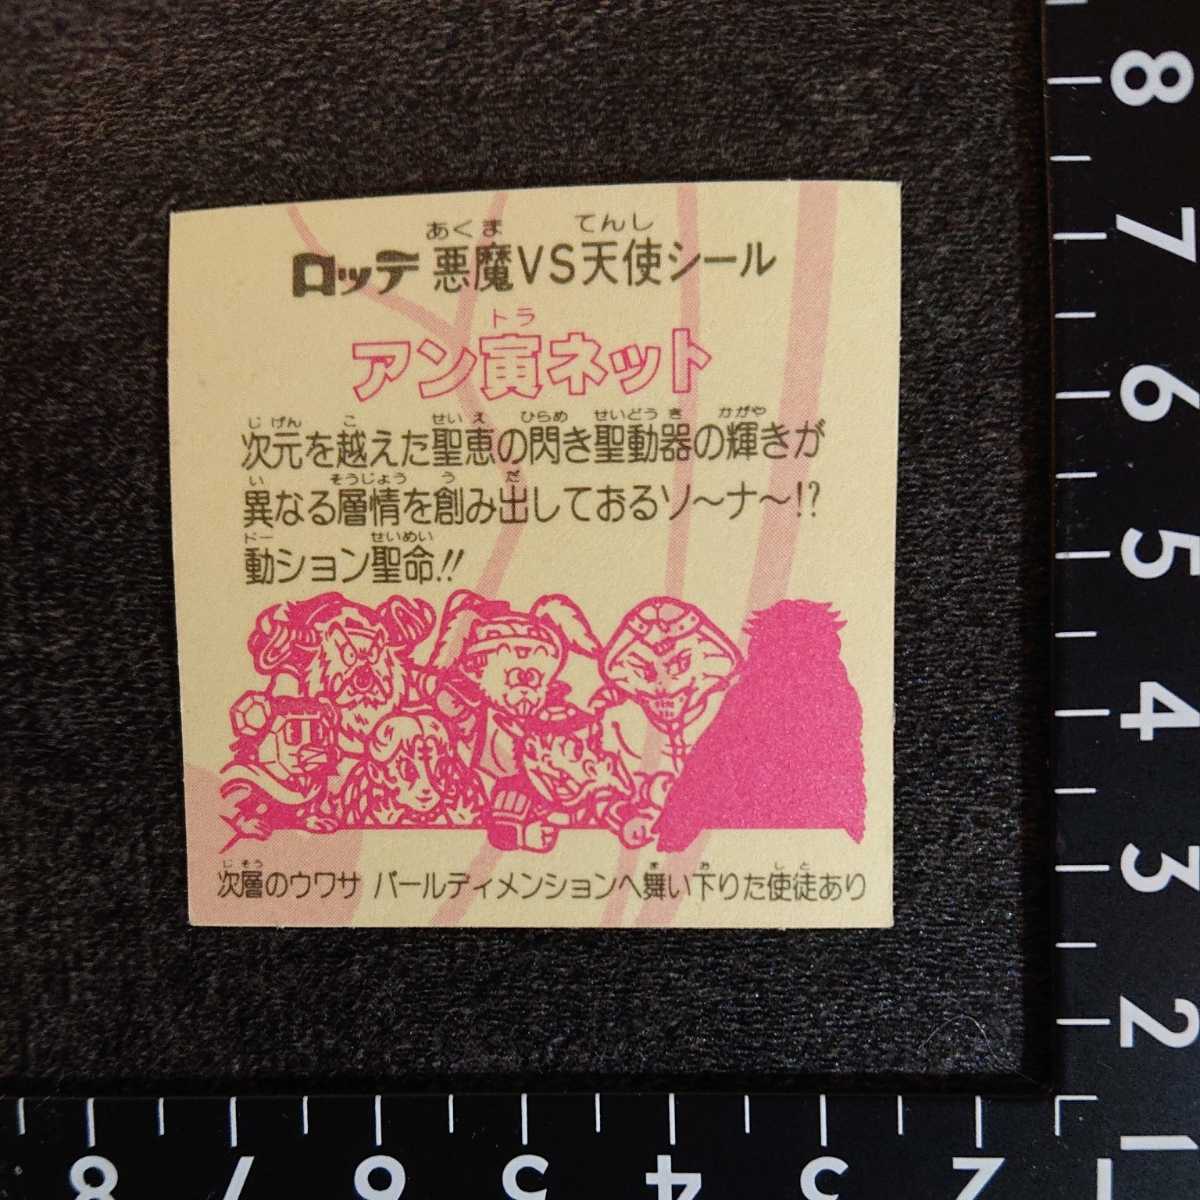 あくま てんし
ロッテ 悪魔VS天使シール
トラ
アン寅ネット
じげん こ せいえ ひらめ せいどうき かがや
次元を越えた聖恵の閃き聖動器の輝きが
い そうじょう う だ
異なる層情を創み出しておるソ〜ナ〜!?
ドー せいめい
動ション聖命!!
じそう ま お しと
次層のウワサ パールディメンションへ舞い下りた使徒あり
8
7
6
5
4
3
2
1
8 7 6 5 4 3 2 1